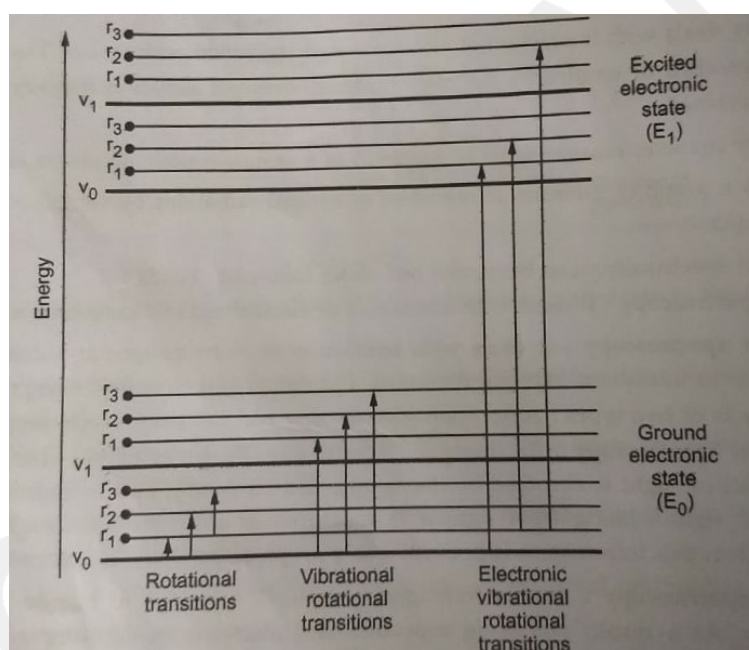 r3
r2
r1
v1
r3
r2
r1
v0
Excited
electronic
state
(E1)
Energy
r3
r2
r1
v1
r3
r2
r1
v0
Ground
electronic
state
(E0)
Rotational
transitions
Vibrational
rotational
transitions
Electronic
vibrational
rotational
transitions